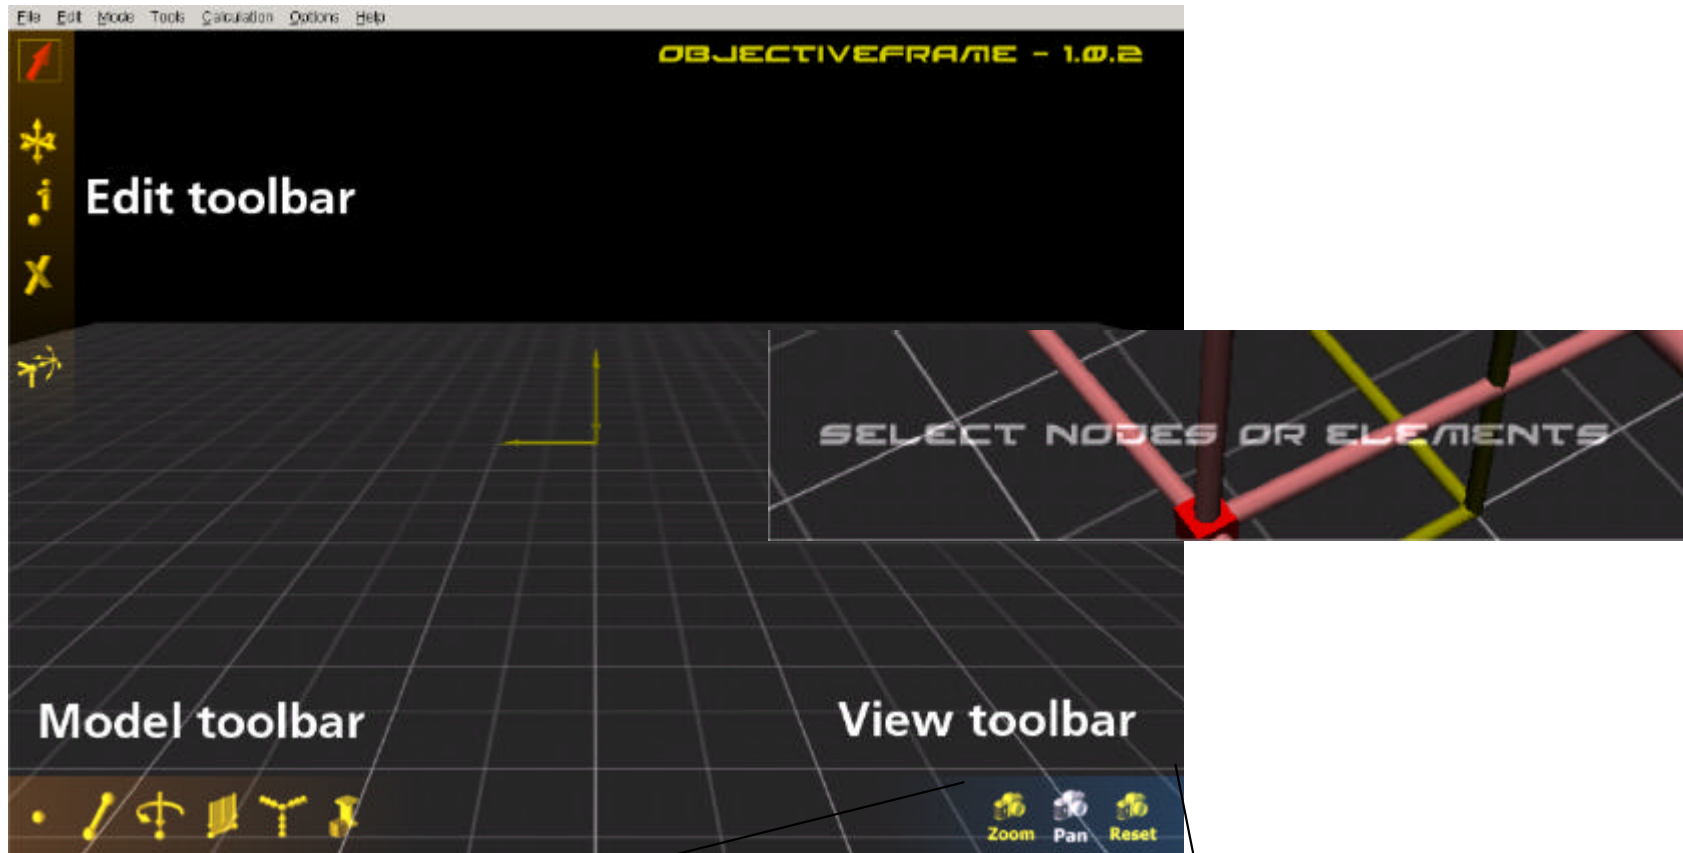 File Edit Mode Tools Calculation Options Help
OBJECTIVEFRAME - 1.0.2
Edit toolbar
SELECT NODES OR ELEMENTS
Model toolbar
View toolbar
Zoom Pan Reset